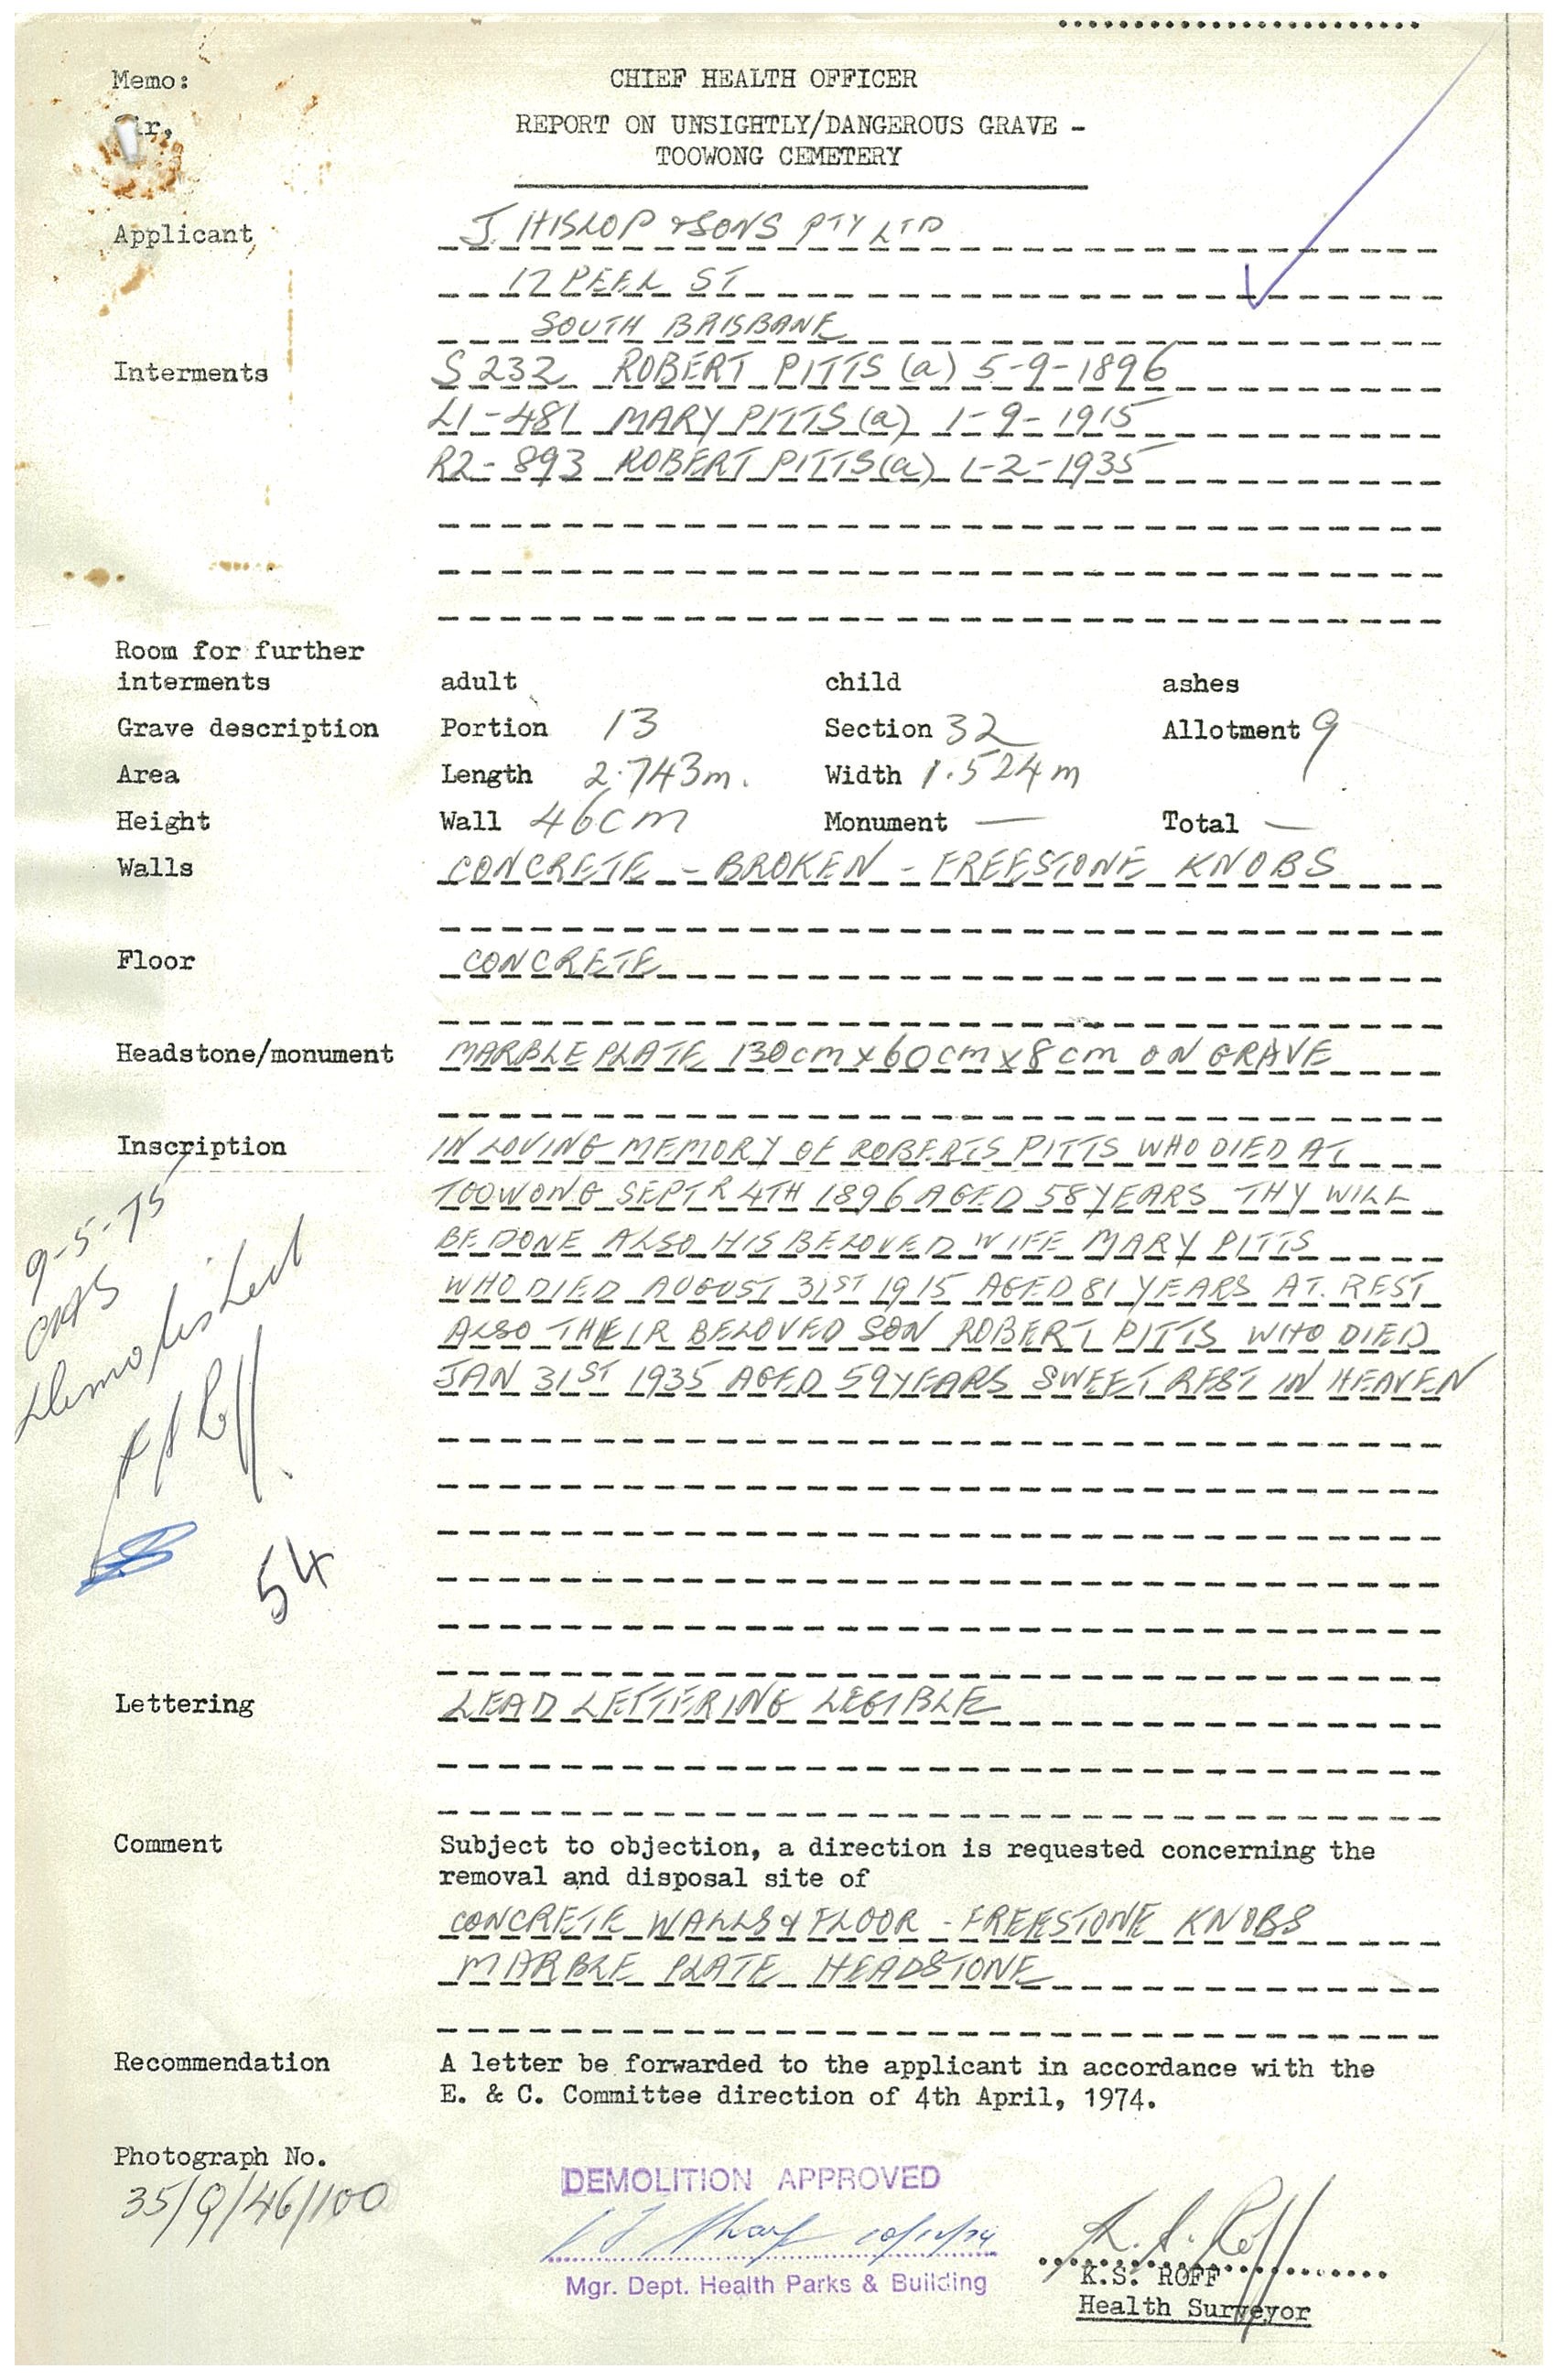 Memo: CHIEF HEALTH OFFICER
Sir,
REPORT ON UNSIGHTLY/DANGEROUS GRAVE -
TOOWONG CEMETERY
Applicant J. HISLOP & SONS PTY LTD
12 PEEL ST
SOUTH BRISBANE
Interments S 232 ROBERT PITTS (a) 5-9-1896
L1-481 MARY PITTS (a) 1-9-1915
R2-893 ROBERT PITTS (a) 1-2-1935
Room for further
interments adult child ashes
Grave description Portion 13 Section 32 Allotment 9
Area Length 2.743m. Width 1.524m
Height Wall 46cm Monument — Total —
Walls CONCRETE - BROKEN - FREESTONE KNOBS
Floor CONCRETE
Headstone/monument MARBLE PLATE 130cm x 60cm x 8cm ON GRAVE
Inscription IN LOVING MEMORY OF ROBERTS PITTS WHO DIED AT
TOOWONG SEPTR 4TH 1896 AGED 58 YEARS THY WILL
BE DONE ALSO HIS BELOVED WIFE MARY PITTS
WHO DIED AUGUST 31ST 1915 AGED 81 YEARS AT. REST
ALSO THEIR BELOVED SON ROBERT PITTS WHO DIED
JAN 31ST 1935 AGED 59 YEARS SWEET REST IN HEAVEN
9-5-75
Demolished
54
Lettering LEAD LETTERING LEGIBLE
Comment Subject to objection, a direction is requested concerning the
removal and disposal site of
CONCRETE WALLS & FLOOR - FREESTONE KNOBS
MARBLE PLATE HEADSTONE
Recommendation A letter be forwarded to the applicant in accordance with the
E. & C. Committee direction of 4th April, 1974.
Photograph No.
35/9/46/100
DEMOLITION APPROVED
10/12/74
Mgr. Dept. Health Parks & Building
K.S. ROFF
Health Surveyor